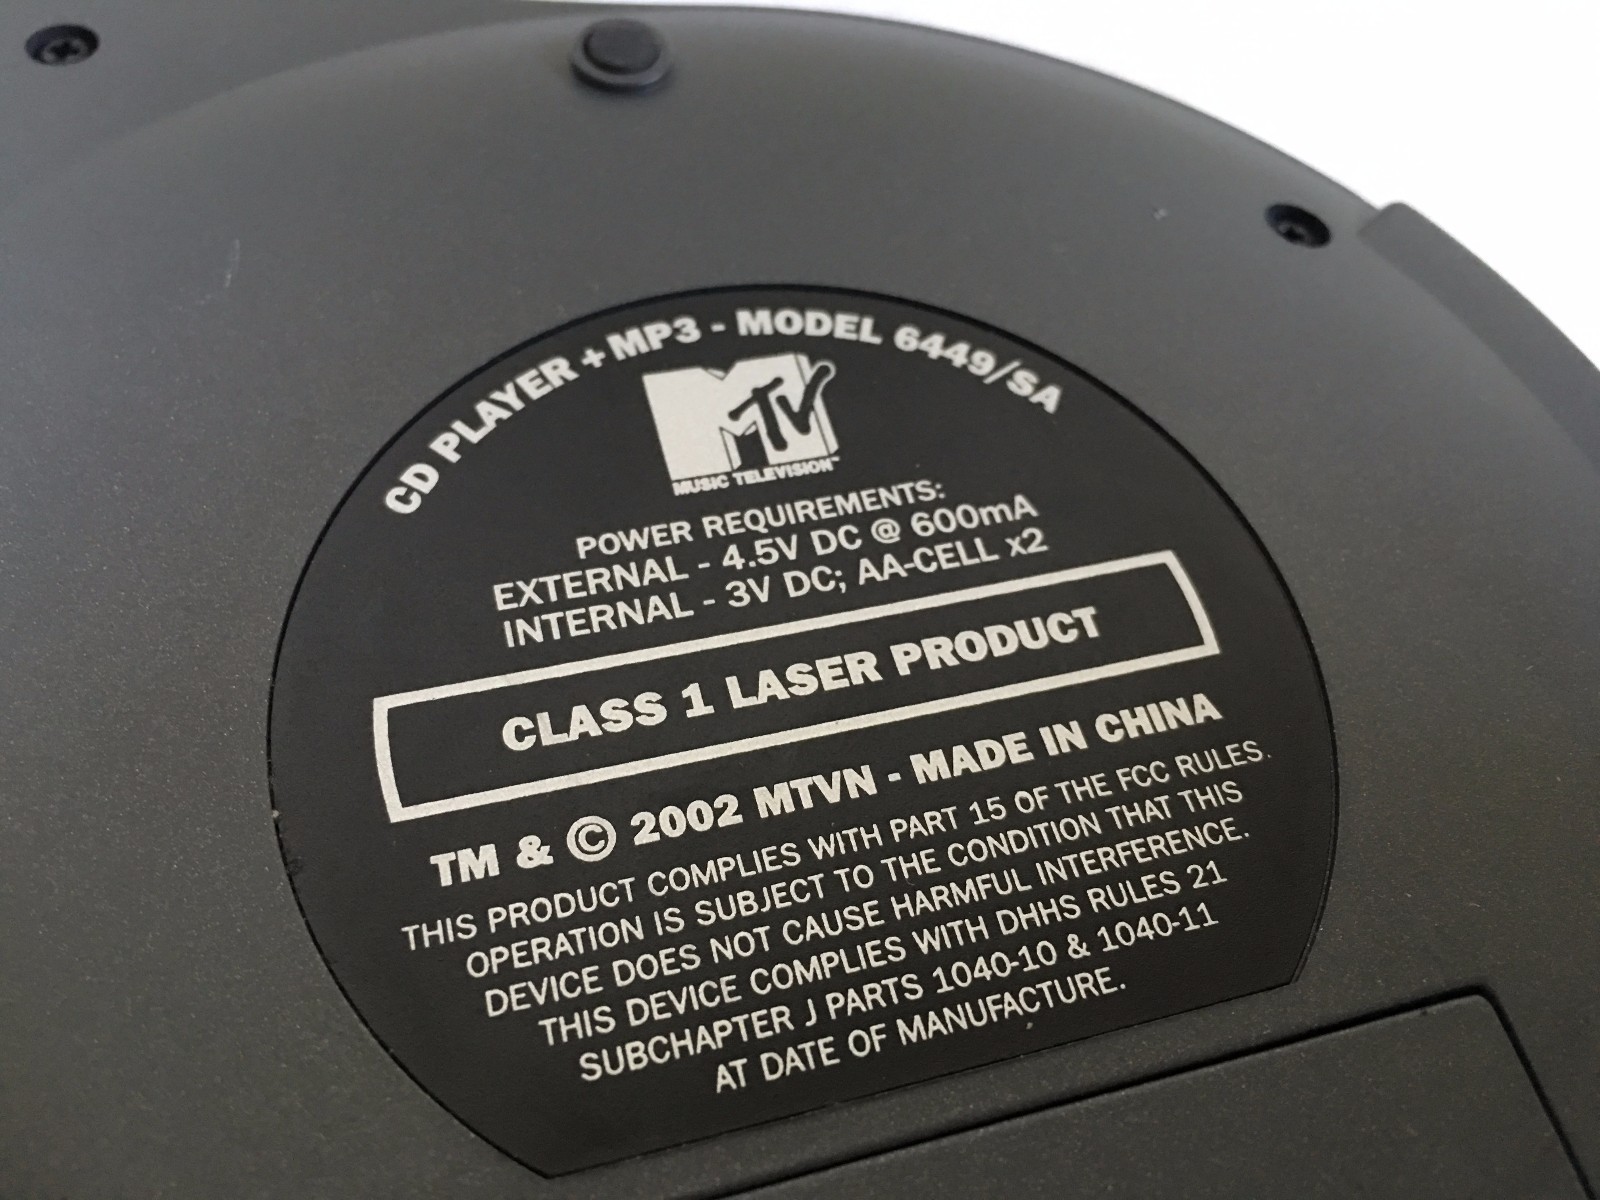 CD PLAYER + MP3 - MODEL 6449/SA
MTV
MUSIC TELEVISION™
POWER REQUIREMENTS:
EXTERNAL - 4.5V DC @ 600mA
INTERNAL - 3V DC; AA-CELL x2
CLASS 1 LASER PRODUCT
TM & © 2002 MTVN - MADE IN CHINA
THIS PRODUCT COMPLIES WITH PART 15 OF THE FCC RULES.
OPERATION IS SUBJECT TO THE CONDITION THAT THIS
DEVICE DOES NOT CAUSE HARMFUL INTERFERENCE.
THIS DEVICE COMPLIES WITH DHHS RULES 21
SUBCHAPTER J PARTS 1040-10 & 1040-11
AT DATE OF MANUFACTURE.